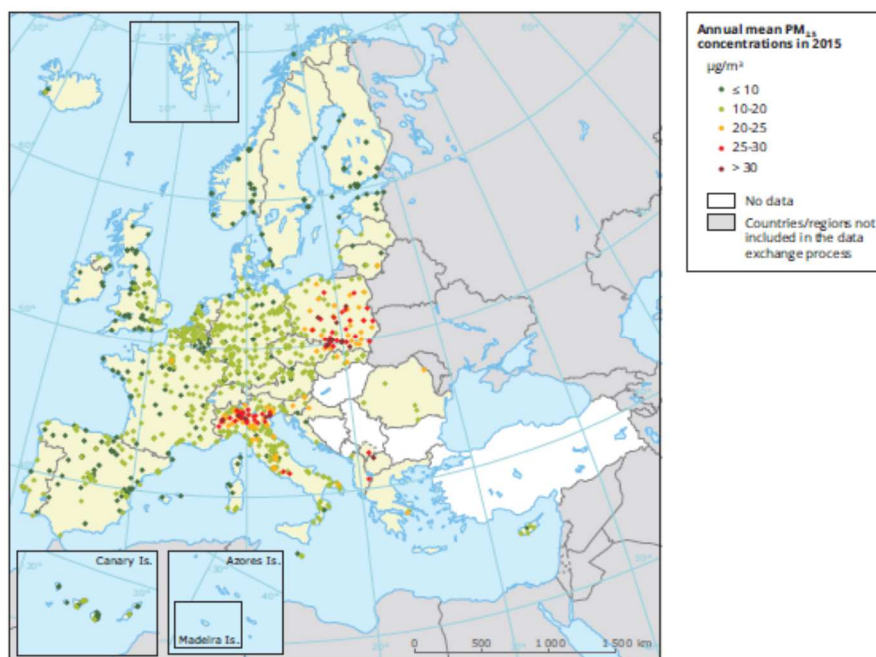 Annual mean PM2.5
concentrations in 2015
µg/m³
≤ 10
10-20
20-25
25-30
> 30
No data
Countries/regions not
included in the data
exchange process
Canary Is.
Azores Is.
Madeira Is.
0 500 1 000 1 500 km